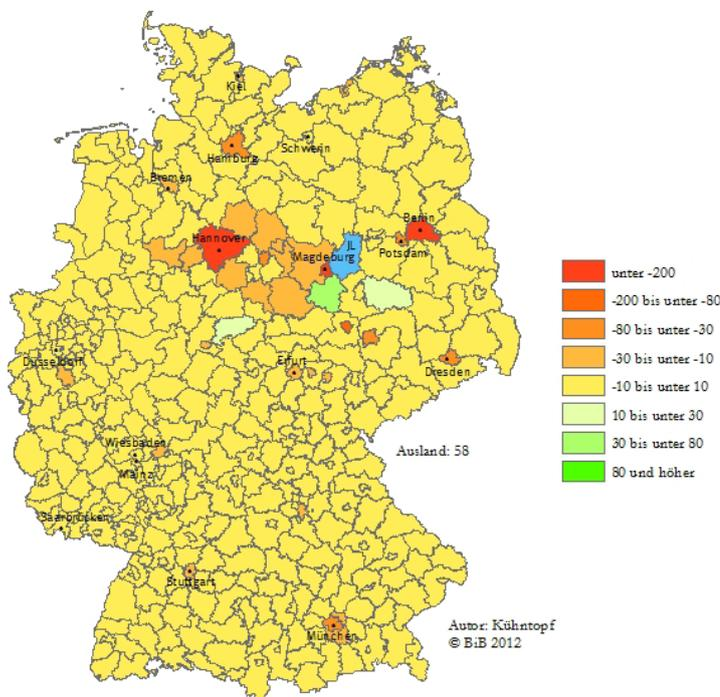 Kiel
Hamburg
Schwerin
Bremen
Berlin
Hannover
JL
Potsdam
Magdeburg
Düsseldorf
Erfurt
Dresden
Wiesbaden
Mainz
Saarbrücken
Stuttgart
München
unter -200
-200 bis unter -80
-80 bis unter -30
-30 bis unter -10
-10 bis unter 10
10 bis unter 30
30 bis unter 80
80 und höher
Ausland: 58
Autor: Kühntopf
© BiB 2012